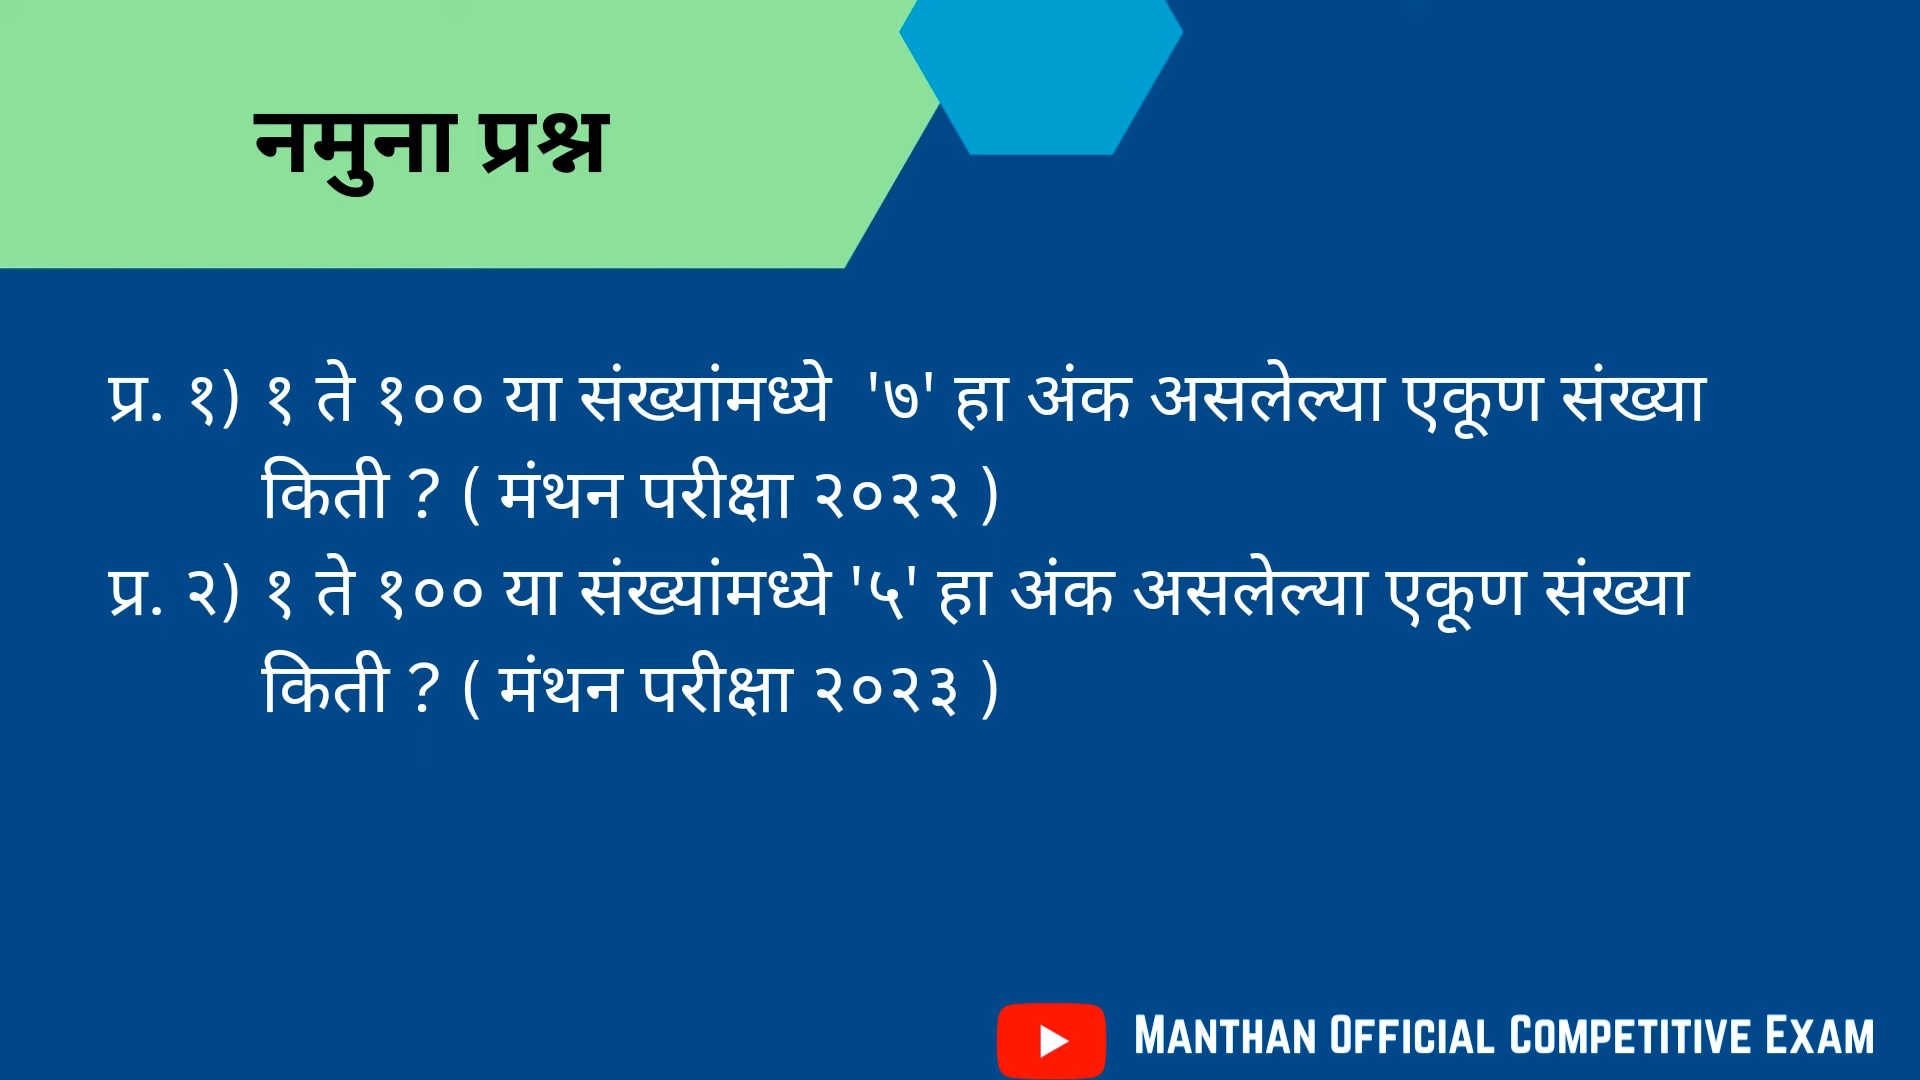 नमुना प्रश्न
प्र. १) १ ते १०० या संख्यांमध्ये '७' हा अंक असलेल्या एकूण संख्या
किती ? ( मंथन परीक्षा २०२२ )
प्र. २) १ ते १०० या संख्यांमध्ये '५' हा अंक असलेल्या एकूण संख्या
किती ? ( मंथन परीक्षा २०२३ )
MANTHAN OFFICIAL COMPETITIVE EXAM